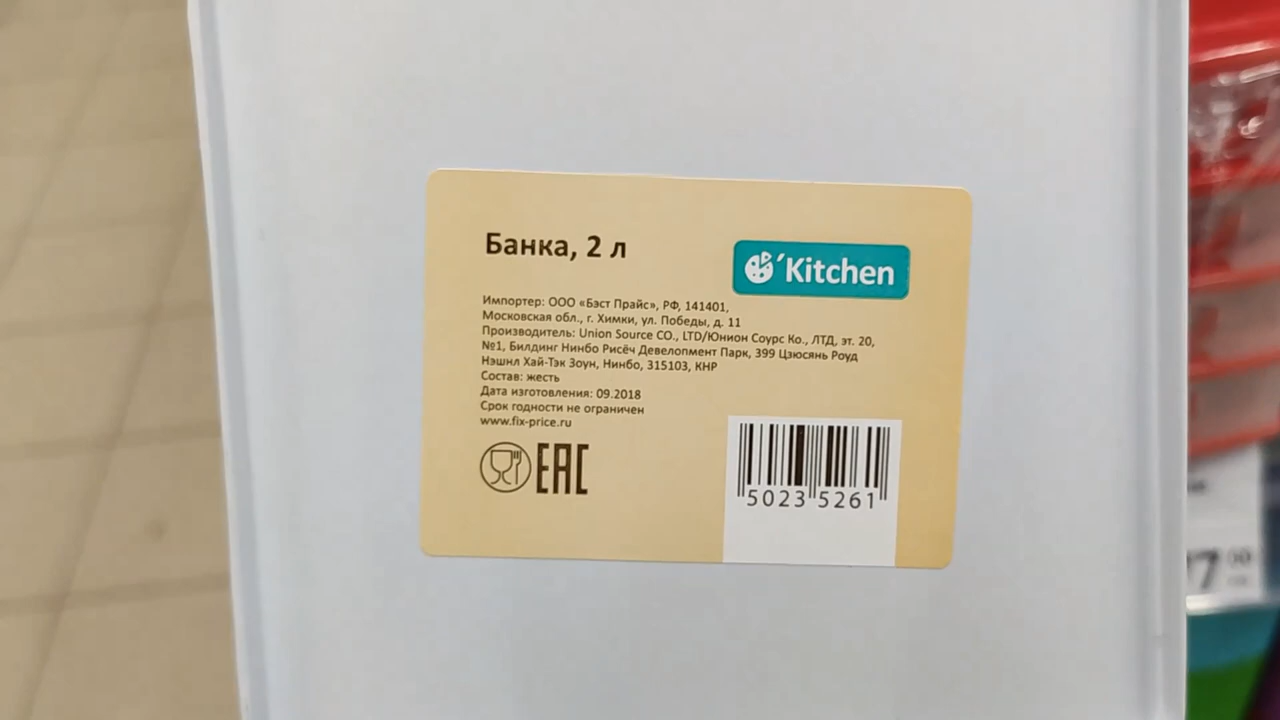 Банка, 2 л
'Kitchen
Импортер: ООО «Бэст Прайс», РФ, 141401,
Московская обл., г. Химки, ул. Победы, д. 11
Производитель: Union Source CO., LTD/Юнион Соурс Ко., ЛТД, эт. 20,
№1, Билдинг Нинбо Рисёч Девелопмент Парк, 399 Цзюсянь Роуд
Нэшнл Хай-Тэк Зоун, Нинбо, 315103, КНР
Состав: жесть
Дата изготовления: 09.2018
Срок годности не ограничен
www.fix-price.ru
EAC
5023 5261